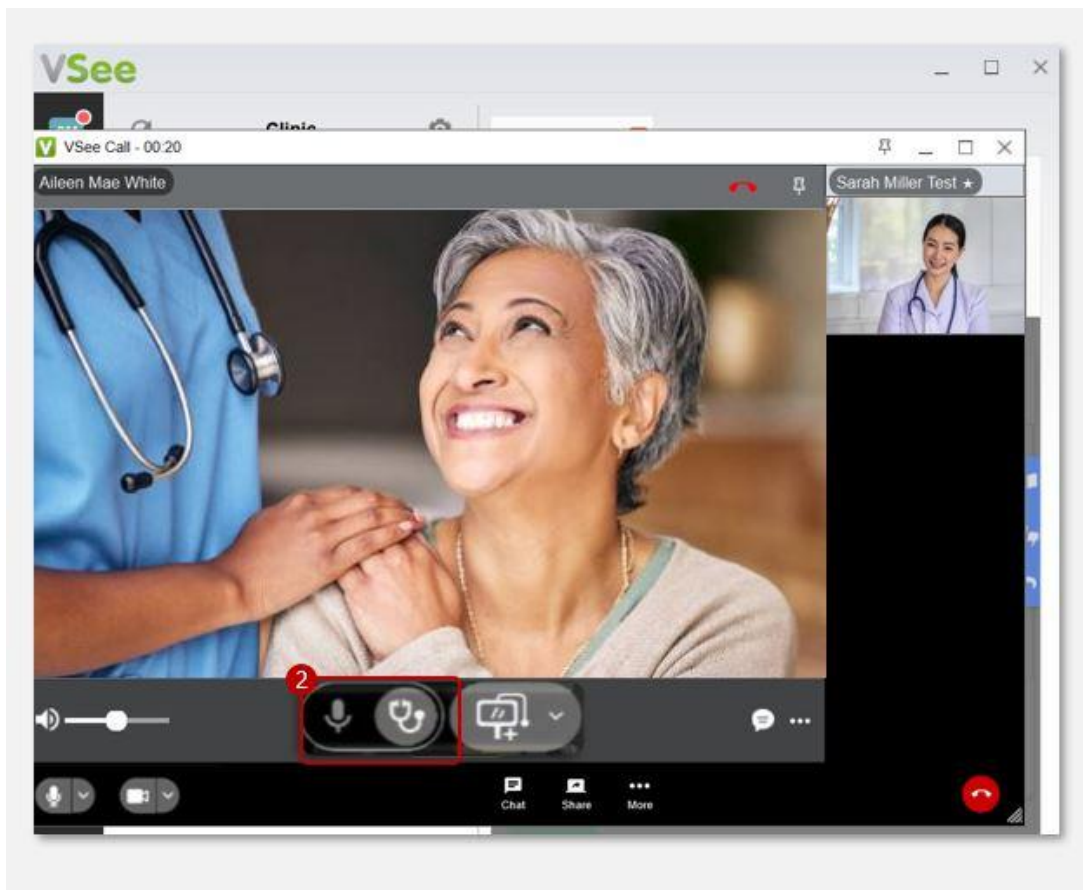 VSee
Clinic
VSee Call - 00:20
Aileen Mae White
Sarah Miller Test ★
2
Chat
Share
More